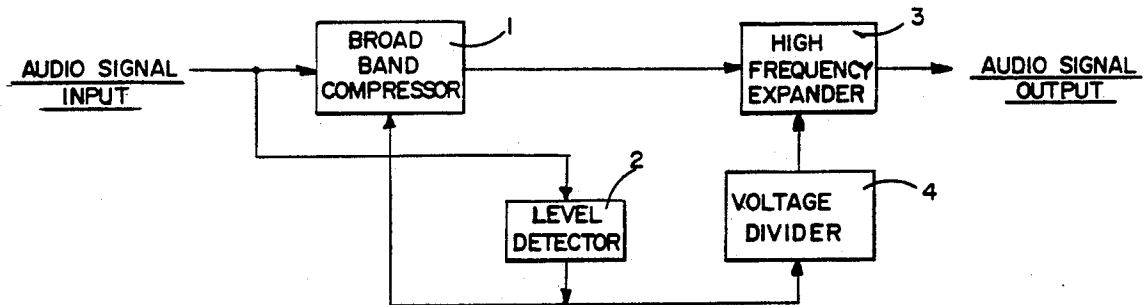 AUDIO SIGNAL
INPUT
BROAD
BAND
COMPRESSOR
1
HIGH
FREQUENCY
EXPANDER
3
AUDIO SIGNAL
OUTPUT
LEVEL
DETECTOR
2
VOLTAGE
DIVIDER
4